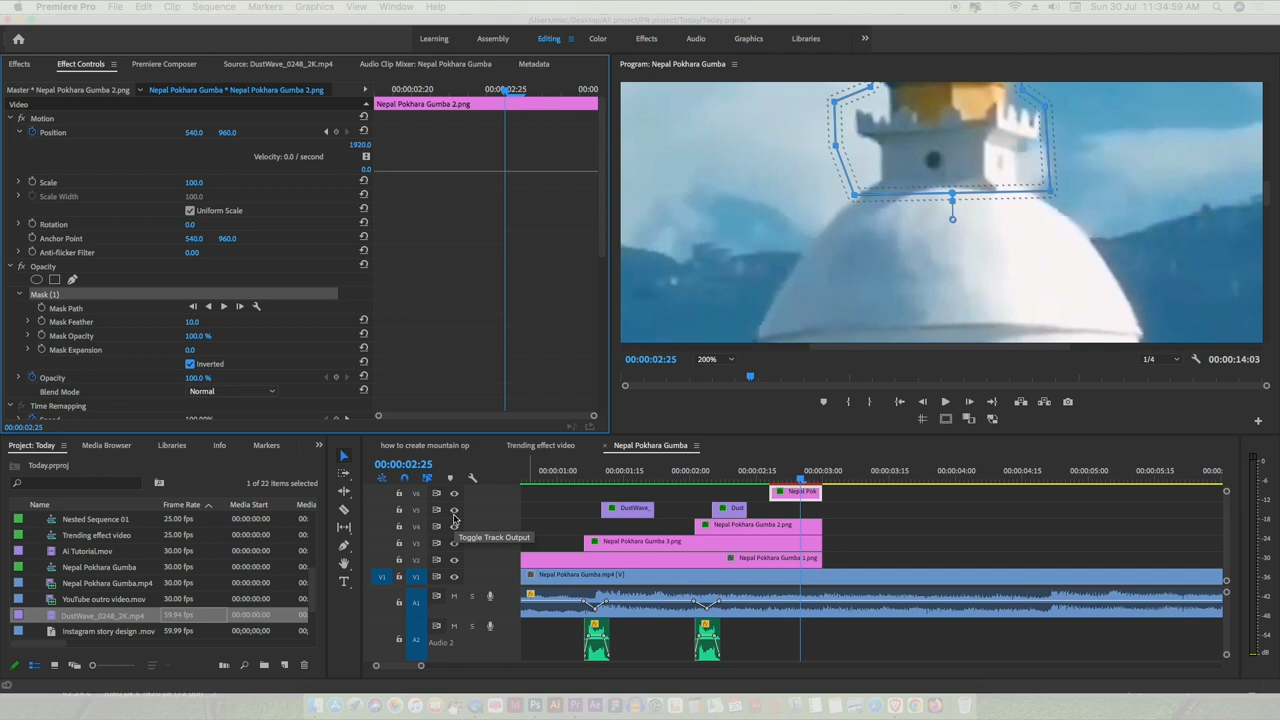 Premiere Pro File Edit Clip Sequence Markers Graphics View Window Help Sun 30 Jul 11:34:59 AM
/Users/mac/Desktop/All project/PR project/Today/Today.prproj *
Learning Assembly Editing Color Effects Audio Graphics Libraries
Effects Effect Controls Premiere Composer Source: DustWave_0248_2K.mp4 Audio Clip Mixer: Nepal Pokhara Gumba Metadata Program: Nepal Pokhara Gumba
Master * Nepal Pokhara Gumba 2.png Nepal Pokhara Gumba * Nepal Pokhara Gumba 2.png 00:00:02:20 00:00:02:25 00:00
Video Nepal Pokhara Gumba 2.png
fx Motion
Position 540.0 960.0
1920.0
Velocity: 0.0 / second
0.0
Scale 100.0
Scale Width 100.0
Uniform Scale
Rotation 0.0
Anchor Point 540.0 960.0
Anti-flicker Filter 0.00
fx Opacity
Mask (1)
Mask Path
Mask Feather 10.0
Mask Opacity 100.0 %
Mask Expansion 0.0
Inverted
Opacity 100.0 %
Blend Mode Normal
Time Remapping
Speed 100.00%
00:00:02:25
00:00:02:25 200% 1/4 00:00:14:03
Project: Today Media Browser Libraries Info Markers
Today.prproj
1 of 22 items selected
Name Frame Rate Media Start Media
Nested Sequence 01 25.00 fps 00:00:00:00 00:
Trending effect video 25.00 fps 00:00:00:00 00:
Ai Tutorial.mov 30.00 fps 00:00:00:00 00:
Nepal Pokhara Gumba 30.00 fps 00:00:00:00 00:
Nepal Pokhara Gumba.mp4 30.00 fps 00:00:00:00 00:
YouTube outro video.mov 30.00 fps 00:00:00:00 00:
DustWave_0248_2K.mp4 59.94 fps 00:00:00:00 00:
Instagram story design .mov 59.99 fps 00;00;00;00 00:
how to create mountain op Trending effect video × Nepal Pokhara Gumba
00:00:02:25
00:00:01:00 00:00:01:15 00:00:02:00 00:00:02:15 00:00:03:00 00:00:03:15 00:00:04:00 00:00:04:15 00:00:05:00 00:00:
V6 Nepal Pok
V5 DustWave_ Dust
V4 Nepal Pokhara Gumba 2.png
Toggle Track Output
V3 Nepal Pokhara Gumba 3.png
V2 Nepal Pokhara Gumba 1.png
V1 V1 Nepal Pokhara Gumba.mp4 [V]
A1 M S
A2 M S
Audio 2
0
-6
-12
-18
-24
-30
-36
-42
-48
-54
dB